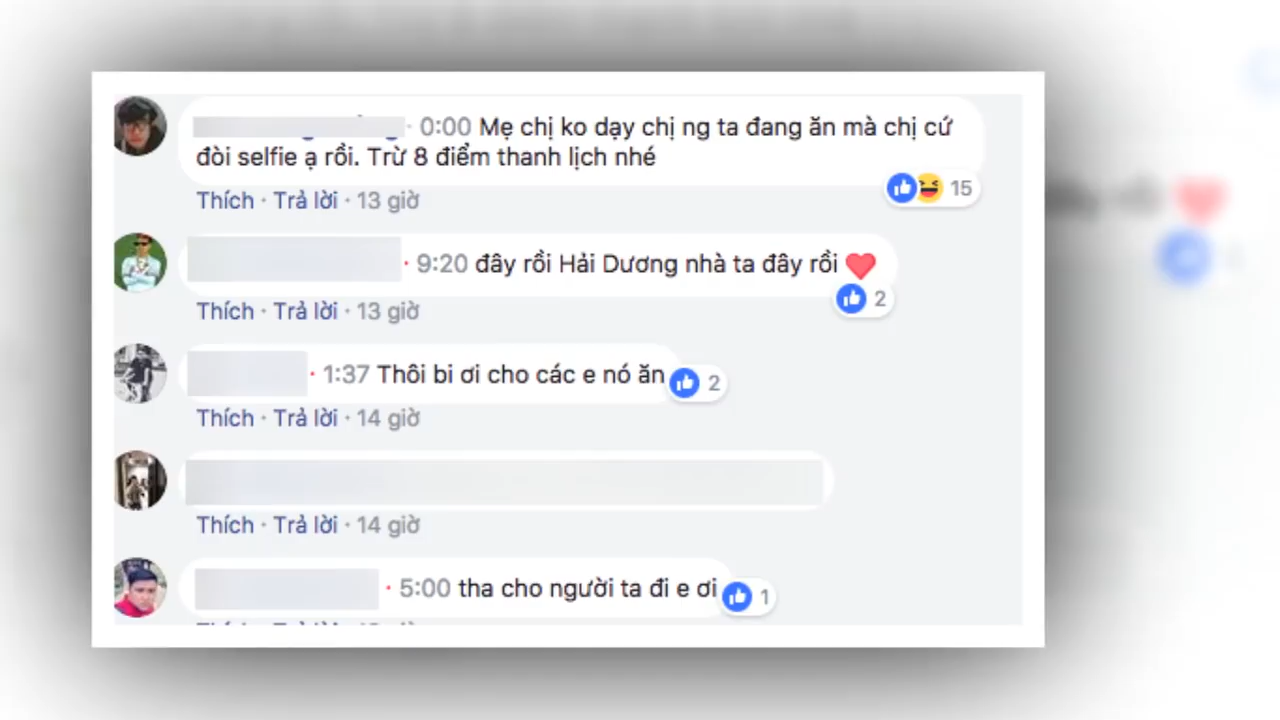 · 0:00 Mẹ chị ko dạy chị ng ta đang ăn mà chị cứ
đòi selfie ạ rồi. Trừ 8 điểm thanh lịch nhé
15
Thích · Trả lời · 13 giờ
· 9:20 đây rồi Hải Dương nhà ta đây rồi ❤️
2
Thích · Trả lời · 13 giờ
· 1:37 Thôi bi ơi cho các e nó ăn
2
Thích · Trả lời · 14 giờ
Thích · Trả lời · 14 giờ
· 5:00 tha cho người ta đi e ơi
1